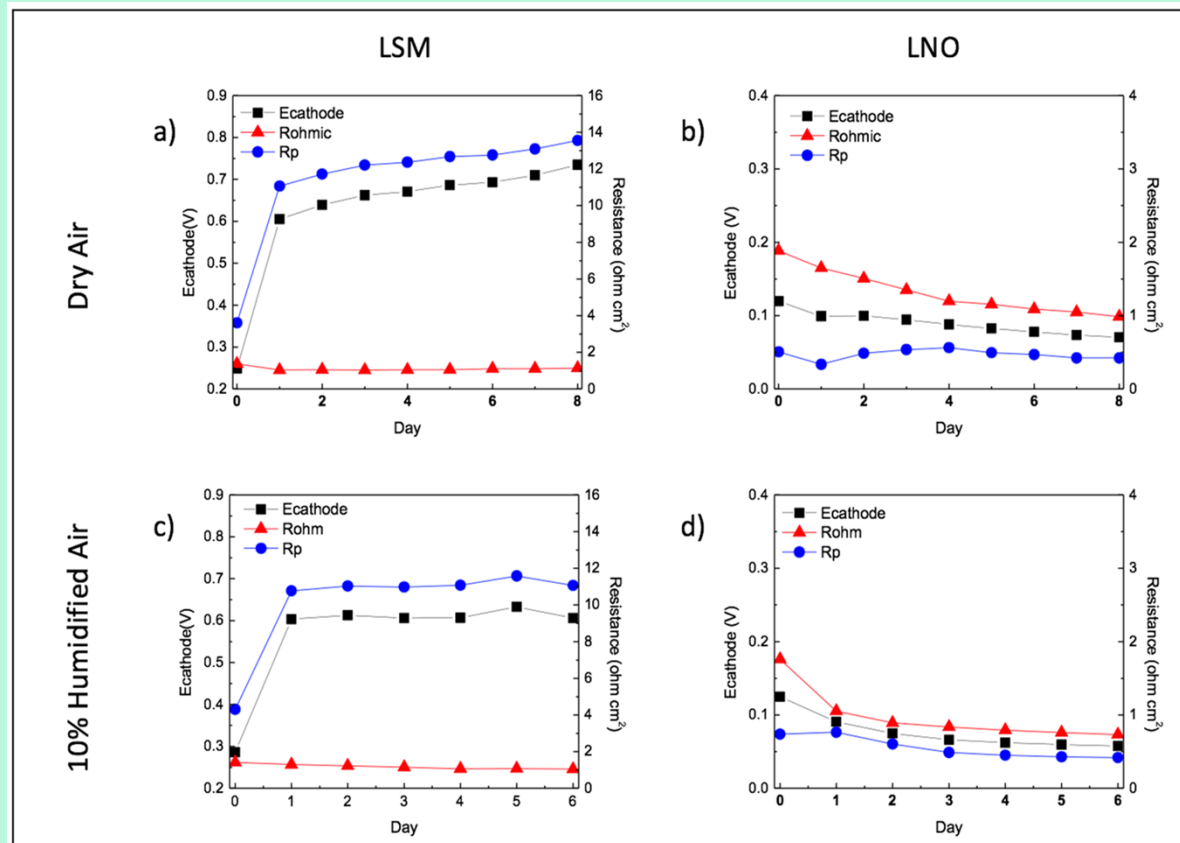 LSM
LNO
Dry Air
a)
0.9
0.8
0.7
0.6
0.5
0.4
0.3
0.2
Ecathode(V)
Ecathode
Rohmic
Rp
16
14
12
10
8
6
4
2
0
Resistance (ohm cm²)
0 2 4 6 8
Day
b)
0.4
0.3
0.2
0.1
0.0
Ecathode (V)
Ecathode
Rohmic
Rp
4
3
2
1
0
Resistance (ohm cm²)
0 2 4 6 8
Day
10% Humidified Air
c)
0.9
0.8
0.7
0.6
0.5
0.4
0.3
0.2
Ecathode(V)
Ecathode
Rohm
Rp
16
14
12
10
8
6
4
2
0
Resistance (ohm cm²)
0 1 2 3 4 5 6
Day
d)
0.4
0.3
0.2
0.1
0.0
Ecathode (V)
Ecathode
Rohm
Rp
4
3
2
1
0
Resistance (ohm cm²)
0 1 2 3 4 5 6
Day